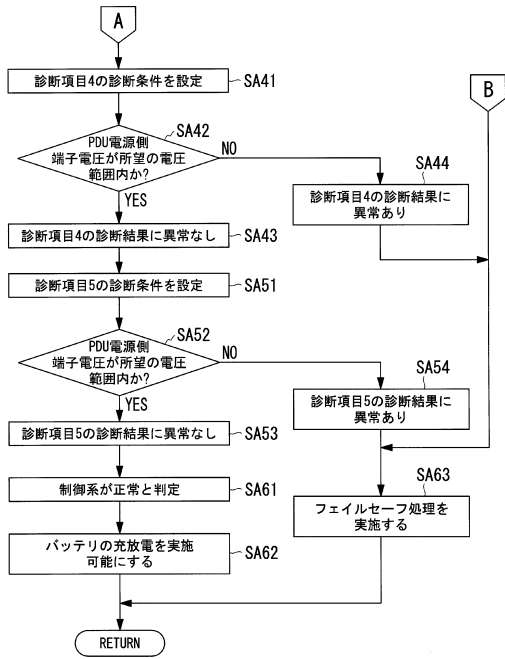 A
診断項目4の診断条件を設定
SA41
B
PDU電源側
端子電圧が所望の電圧
範囲内か?
SA42
NO
YES
SA44
診断項目4の診断結果に
異常あり
診断項目4の診断結果に異常なし
SA43
診断項目5の診断条件を設定
SA51
PDU電源側
端子電圧が所望の電圧
範囲内か?
SA52
NO
YES
SA54
診断項目5の診断結果に
異常あり
診断項目5の診断結果に異常なし
SA53
制御系が正常と判定
SA61
SA63
フェイルセーフ処理を
実施する
バッテリの充放電を実施
可能にする
SA62
RETURN